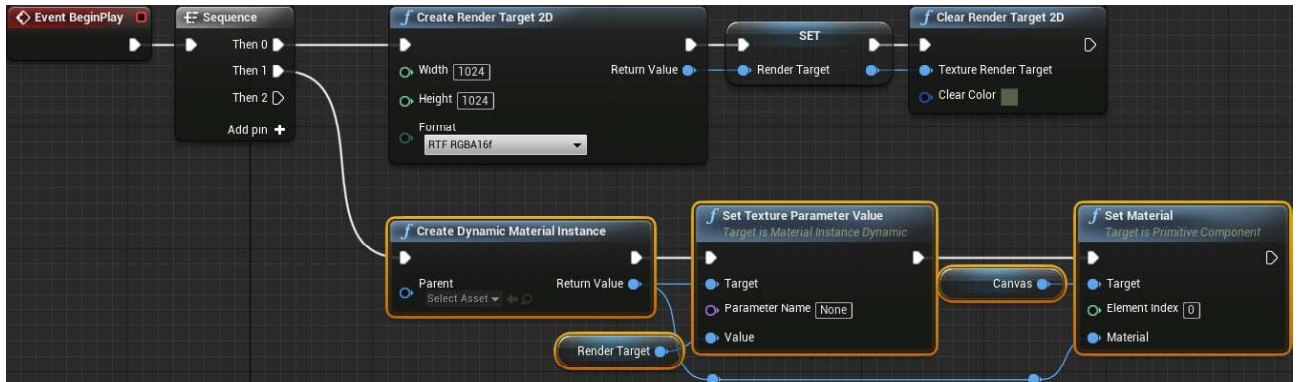 Event BeginPlay
Sequence
Then 0
Then 1
Then 2
Add pin
Create Render Target 2D
Width 1024
Return Value
Height 1024
Format
RTF RGBA16f
SET
Render Target
Clear Render Target 2D
Texture Render Target
Clear Color
Create Dynamic Material Instance
Parent
Select Asset
Return Value
Render Target
Set Texture Parameter Value
Target is Material Instance Dynamic
Target
Parameter Name None
Value
Canvas
Set Material
Target is Primitive Component
Target
Element Index 0
Material